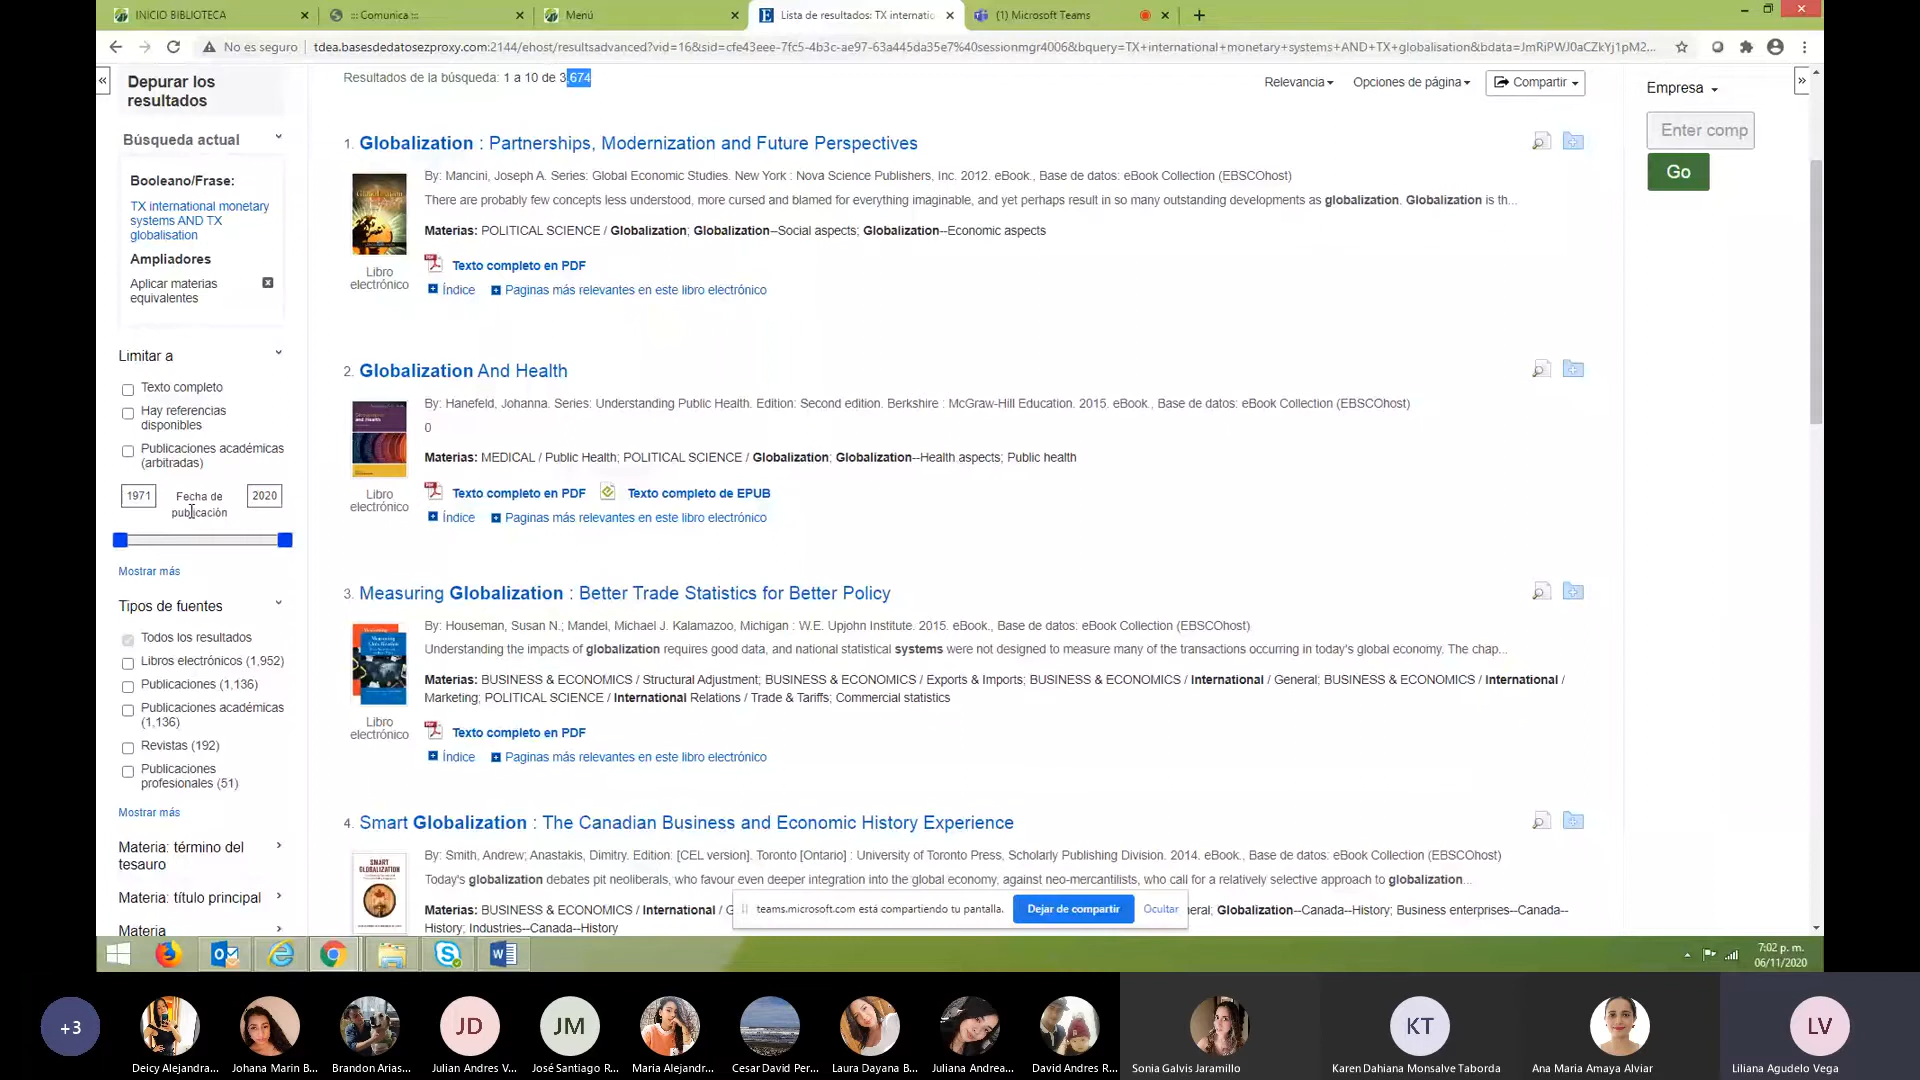 INICIO BIBLIOTECA
::: Comunica :::
Menú
Lista de resultados: TX internatio
(1) Microsoft Teams
No es seguro | tdea.basesdedatosezproxy.com:2144/ehost/resultsadvanced?vid=16&sid=cfe43eee-7fc5-4b3c-ae97-63a445da35e7%40sessionmgr4006&bquery=TX+international+monetary+systems+AND+TX+globalisation&bdata=JmRiPWJ0aCZkYj1pM2...
Depurar los
resultados
Búsqueda actual
Booleano/Frase:
TX international monetary
systems AND TX
globalisation
Ampliadores
Aplicar materias
equivalentes
Limitar a
Texto completo
Hay referencias
disponibles
Publicaciones académicas
(arbitradas)
1971 Fecha de publicación 2020
Mostrar más
Tipos de fuentes
Todos los resultados
Libros electrónicos (1,952)
Publicaciones (1,136)
Publicaciones académicas
(1,136)
Revistas (192)
Publicaciones
profesionales (51)
Mostrar más
Materia: término del
tesauro
Materia: título principal
Materia
Resultados de la búsqueda: 1 a 10 de 3,674
Relevancia Opciones de página Compartir
1. Globalization : Partnerships, Modernization and Future Perspectives
By: Mancini, Joseph A. Series: Global Economic Studies. New York : Nova Science Publishers, Inc. 2012. eBook., Base de datos: eBook Collection (EBSCOhost)
There are probably few concepts less understood, more cursed and blamed for everything imaginable, and yet perhaps result in so many outstanding developments as globalization. Globalization is th...
Materias: POLITICAL SCIENCE / Globalization; Globalization--Social aspects; Globalization--Economic aspects
Libro
electrónico
Texto completo en PDF
Índice Paginas más relevantes en este libro electrónico
2. Globalization And Health
By: Hanefeld, Johanna. Series: Understanding Public Health. Edition: Second edition. Berkshire : McGraw-Hill Education. 2015. eBook., Base de datos: eBook Collection (EBSCOhost)
0
Materias: MEDICAL / Public Health; POLITICAL SCIENCE / Globalization; Globalization--Health aspects; Public health
Libro
electrónico
Texto completo en PDF Texto completo de EPUB
Índice Paginas más relevantes en este libro electrónico
3. Measuring Globalization : Better Trade Statistics for Better Policy
By: Houseman, Susan N.; Mandel, Michael J. Kalamazoo, Michigan : W.E. Upjohn Institute. 2015. eBook., Base de datos: eBook Collection (EBSCOhost)
Understanding the impacts of globalization requires good data, and national statistical systems were not designed to measure many of the transactions occurring in today's global economy. The chap...
Materias: BUSINESS & ECONOMICS / Structural Adjustment; BUSINESS & ECONOMICS / Exports & Imports; BUSINESS & ECONOMICS / International / General; BUSINESS & ECONOMICS / International /
Marketing; POLITICAL SCIENCE / International Relations / Trade & Tariffs; Commercial statistics
Libro
electrónico
Texto completo en PDF
Índice Paginas más relevantes en este libro electrónico
4. Smart Globalization : The Canadian Business and Economic History Experience
By: Smith, Andrew; Anastakis, Dimitry. Edition: [CEL version]. Toronto [Ontario] : University of Toronto Press, Scholarly Publishing Division. 2014. eBook., Base de datos: eBook Collection (EBSCOhost)
Today's globalization debates pit neoliberals, who favour even deeper integration into the global economy, against neo-mercantilists, who call for a relatively selective approach to globalization...
SMART
GLOBALIZATION
Materias: BUSINESS & ECONOMICS / International / G
eral; Globalization--Canada--History; Business enterprises--Canada--
History; Industries--Canada--History
teams.microsoft.com está compartiendo tu pantalla. Dejar de compartir Ocultar
Empresa
Enter comp
Go
7:02 p. m.
06/11/2020
+3
JD
JM
KT
LV
Deicy Alejandra... Johana Marin B... Brandon Arias... Julian Andres V... José Santiago R... Maria Alejandr... Cesar David Per... Laura Dayana B... Juliana Andrea... David Andres R... Sonia Galvis Jaramillo Karen Dahiana Monsalve Taborda Ana Maria Amaya Alviar Liliana Agudelo Vega